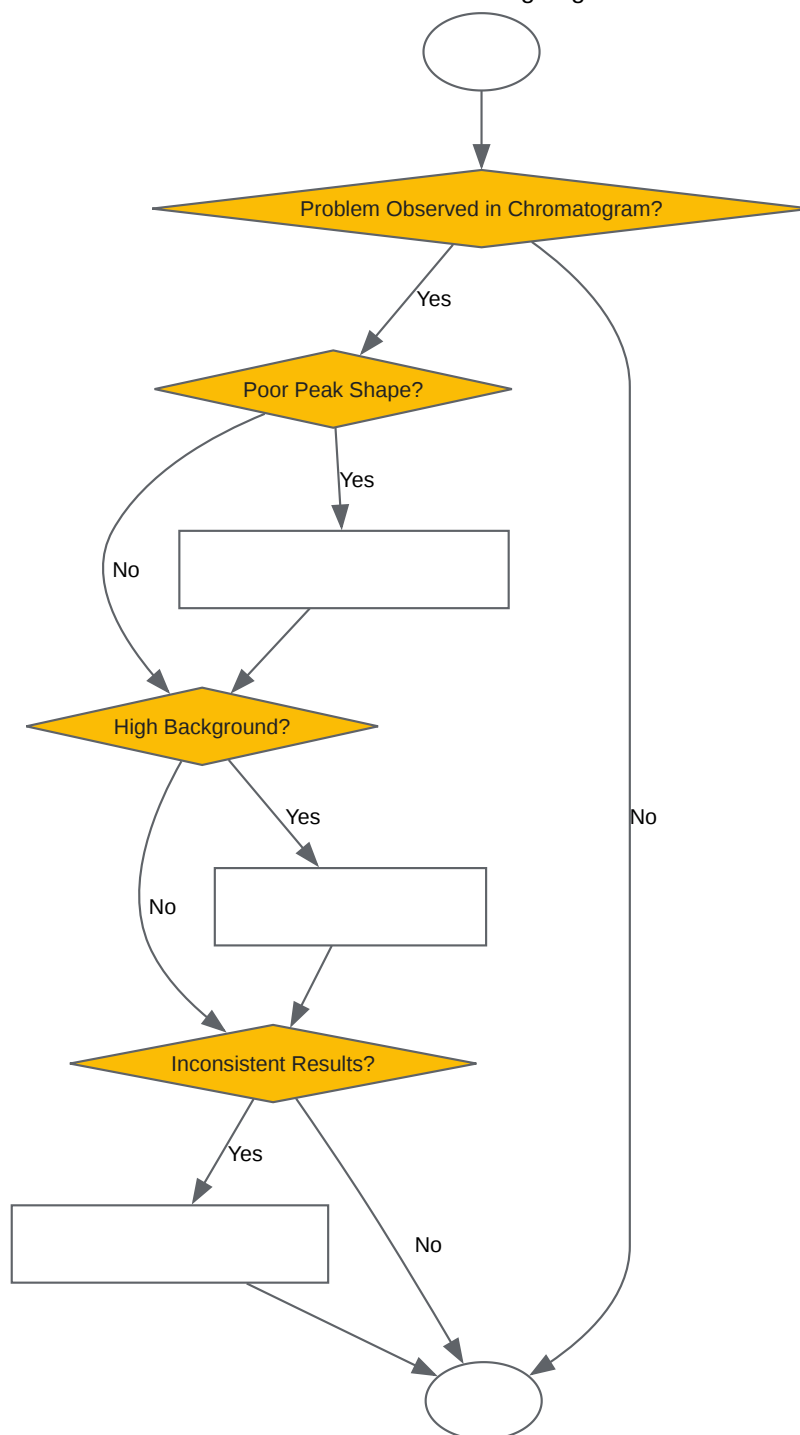 Problem Observed in Chromatogram?
Yes
Poor Peak Shape?
Yes
No
High Background?
Yes
No
No
Inconsistent Results?
Yes
No